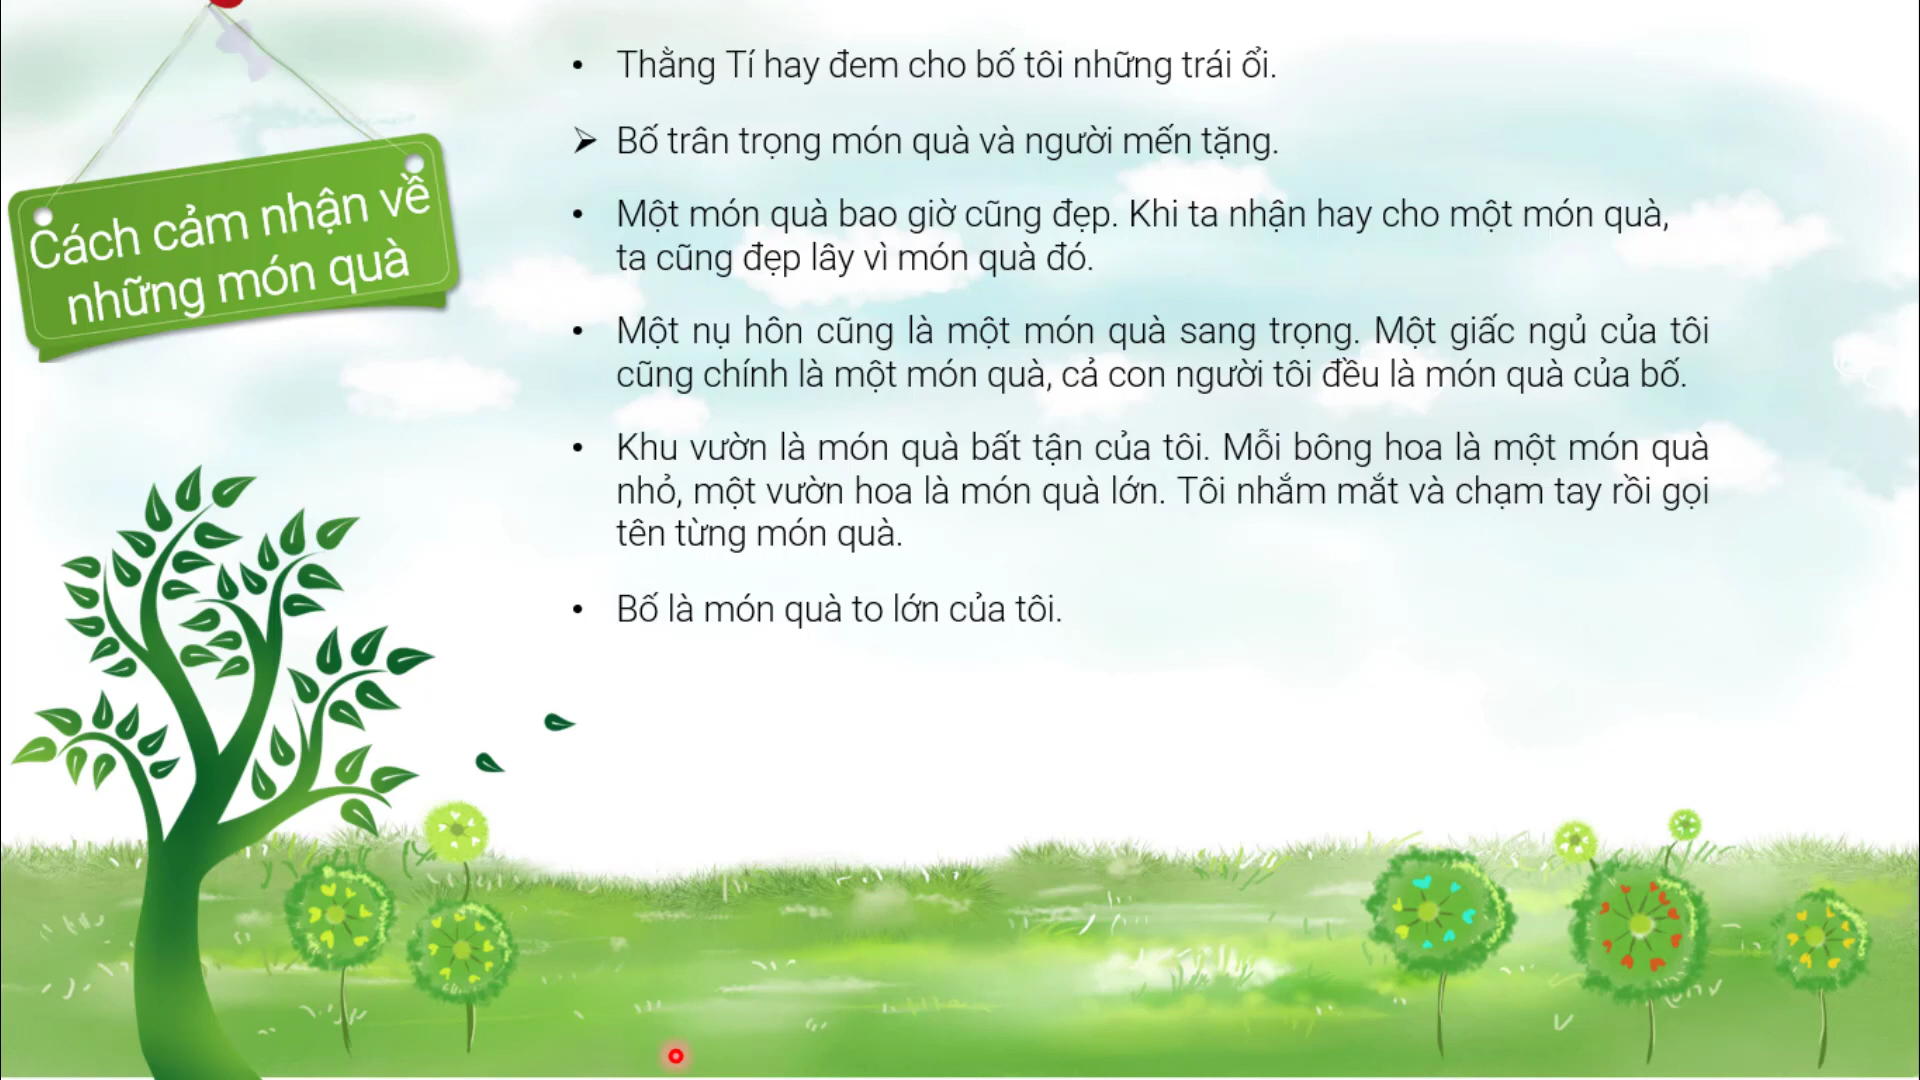 Cách cảm nhận về
những món quà
• Thằng Tí hay đem cho bố tôi những trái ổi.
➢ Bố trân trọng món quà và người mến tặng.
• Một món quà bao giờ cũng đẹp. Khi ta nhận hay cho một món quà,
ta cũng đẹp lây vì món quà đó.
• Một nụ hôn cũng là một món quà sang trọng. Một giấc ngủ của tôi
cũng chính là một món quà, cả con người tôi đều là món quà của bố.
• Khu vườn là món quà bất tận của tôi. Mỗi bông hoa là một món quà
nhỏ, một vườn hoa là món quà lớn. Tôi nhắm mắt và chạm tay rồi gọi
tên từng món quà.
• Bố là món quà to lớn của tôi.